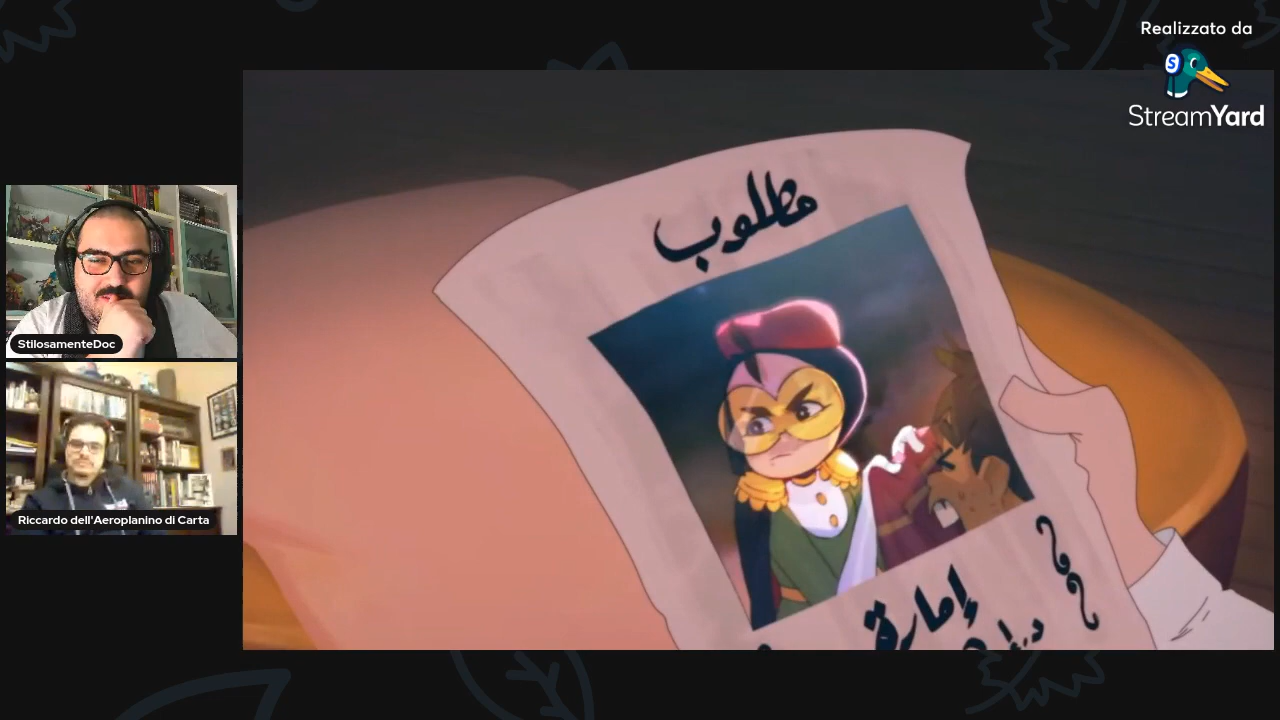 Realizzato da
StreamYard
مطلوب
إمارة
StilosamenteDoc
Riccardo dell'Aeroplanino di Carta